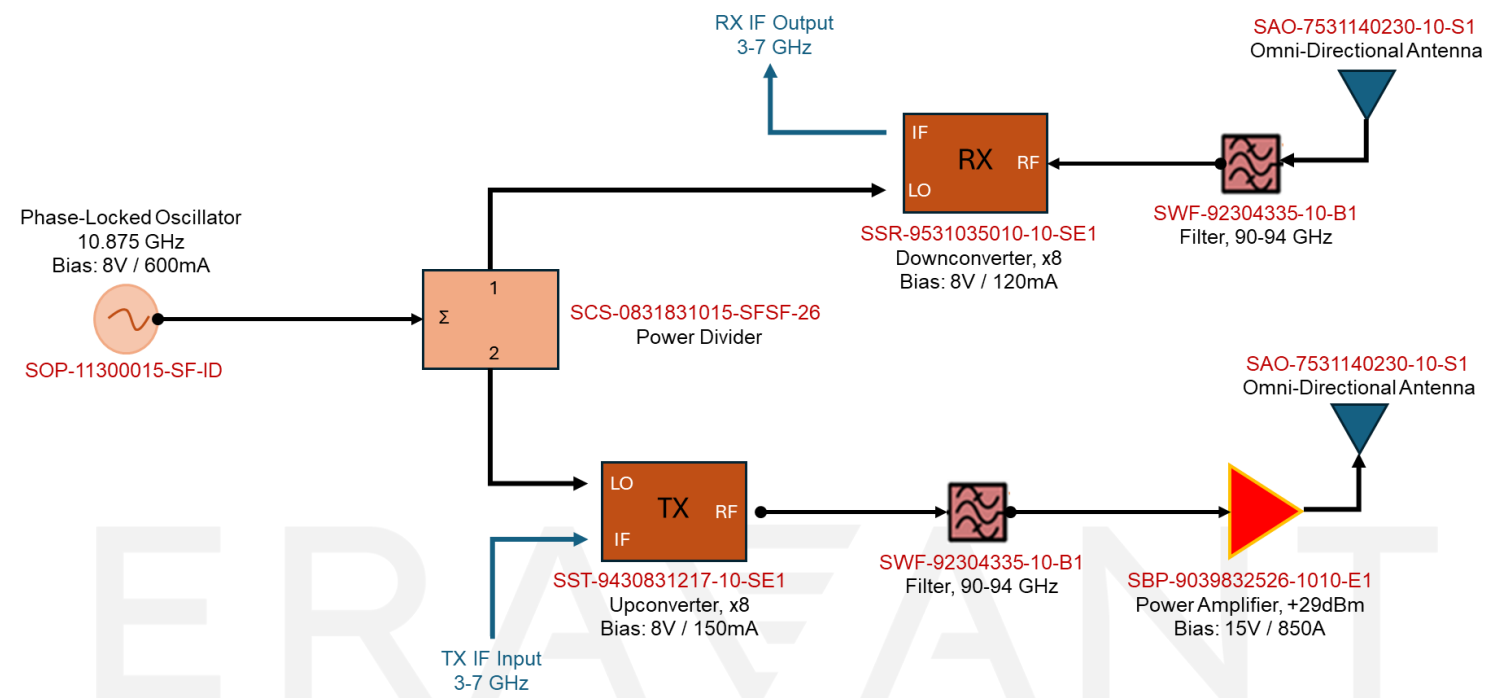 RX IF Output
3-7 GHz
SAO-7531140230-10-S1
Omni-Directional Antenna
IF
RX
RF
LO
SWF-92304335-10-B1
Filter, 90-94 GHz
SSR-9531035010-10-SE1
Downconverter, x8
Bias: 8V / 120mA
Phase-Locked Oscillator
10.875 GHz
Bias: 8V / 600mA
SOP-11300015-SF-ID
1
Σ
2
SCS-0831831015-SFSF-26
Power Divider
SAO-7531140230-10-S1
Omni-Directional Antenna
LO
TX
RF
IF
SST-9430831217-10-SE1
Upconverter, x8
Bias: 8V / 150mA
SWF-92304335-10-B1
Filter, 90-94 GHz
SBP-9039832526-1010-E1
Power Amplifier, +29dBm
Bias: 15V / 850A
TX IF Input
3-7 GHz
ERAVANT